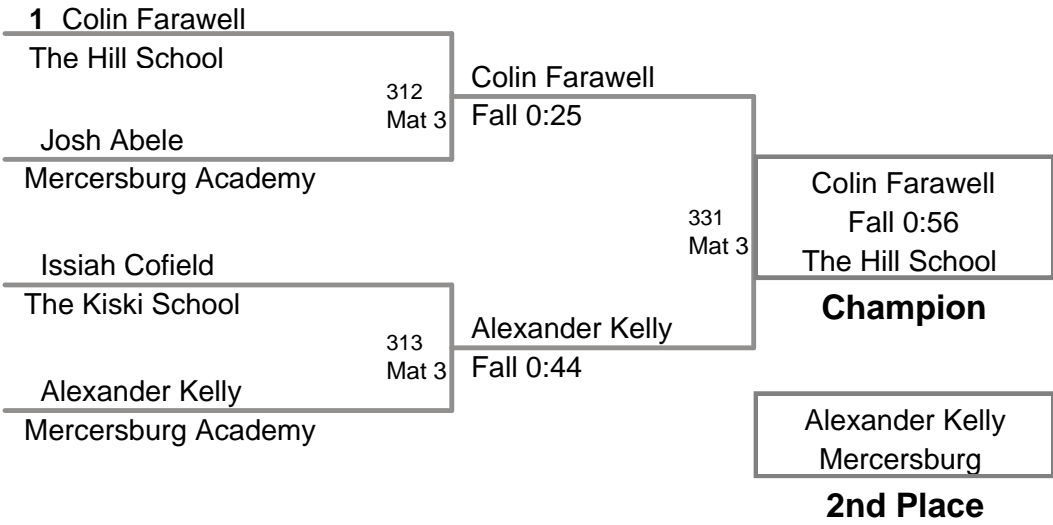 1 Colin Farawell
The Hill School
312
Mat 3
Colin Farawell
Fall 0:25
Josh Abele
Mercersburg Academy
331
Mat 3
Colin Farawell
Fall 0:56
The Hill School
Champion
Issiah Cofield
The Kiski School
313
Mat 3
Alexander Kelly
Fall 0:44
Alexander Kelly
Mercersburg Academy
Alexander Kelly
Mercersburg
2nd Place